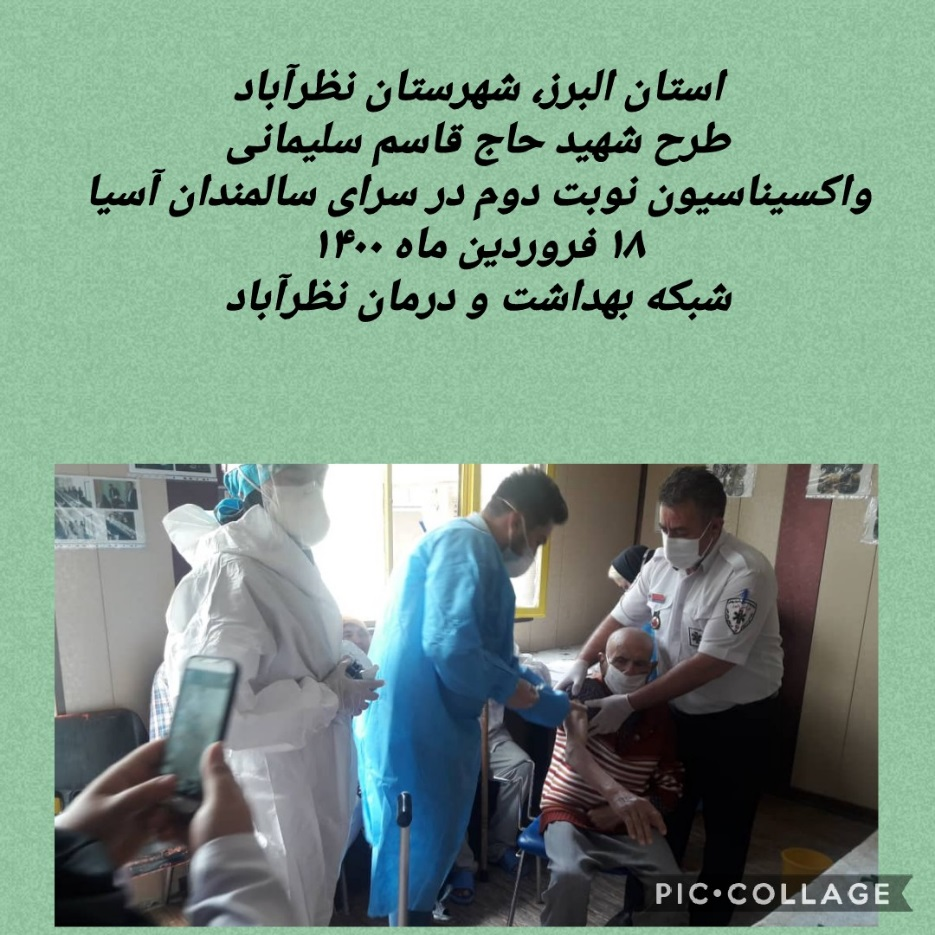 استان البرز، شهرستان نظرآباد
طرح شهید حاج قاسم سلیمانی
واکسیناسیون نوبت دوم در سرای سالمندان آسیا
۱۸ فروردین ماه ۱۴۰۰
شبکه بهداشت و درمان نظرآباد
PIC•COLLAGE